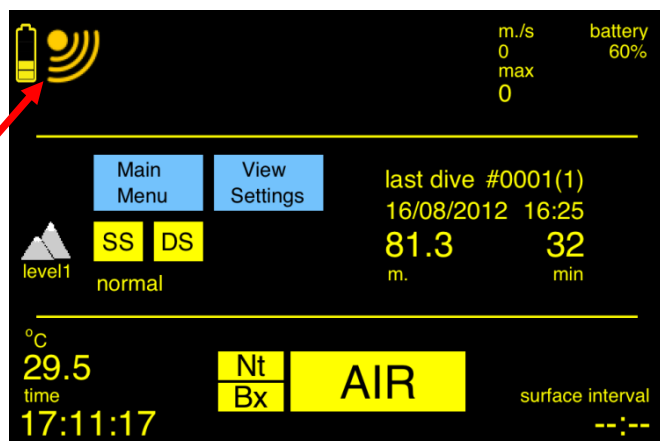 m./s
0
max
0
battery
60%
Main
Menu
View
Settings
SS
DS
normal
level1
last dive #0001(1)
16/08/2012 16:25
81.3
m.
32
min
°C
29.5
time
17:11:17
Nt
Bx
AIR
surface interval
--:--